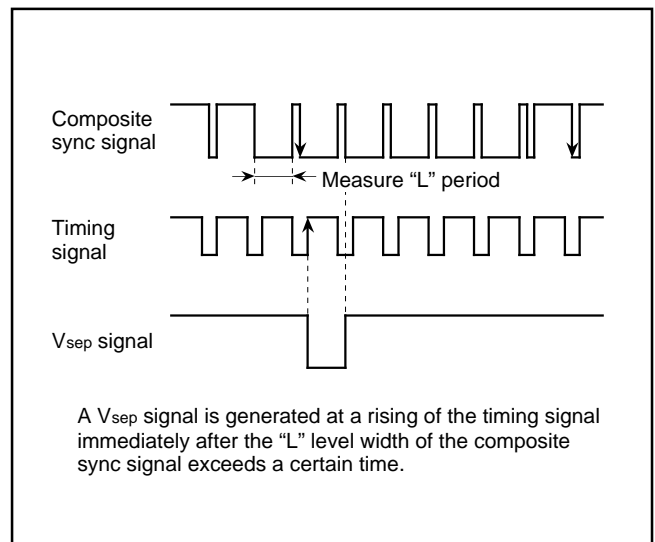 Composite
sync signal
Measure “L” period
Timing
signal
Vsep signal
A Vsep signal is generated at a rising of the timing signal
immediately after the “L” level width of the composite
sync signal exceeds a certain time.